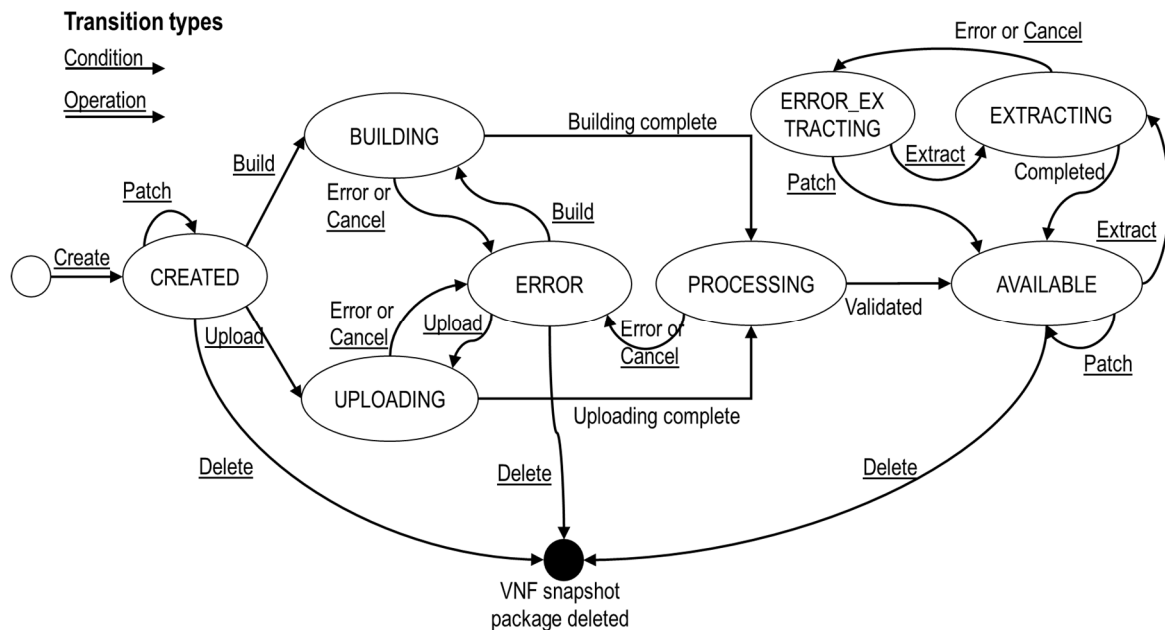 Transition types
Condition
Operation
Error or Cancel
ERROR_EX
TRACTING
EXTRACTING
BUILDING
Building complete
Build
Extract
Completed
Patch
Error or
Cancel
Patch
Build
Extract
Create
CREATED
ERROR
PROCESSING
AVAILABLE
Validated
Error or
Cancel
Upload
Upload
Error or
Cancel
Patch
UPLOADING
Uploading complete
Delete
Delete
Delete
VNF snapshot
package deleted